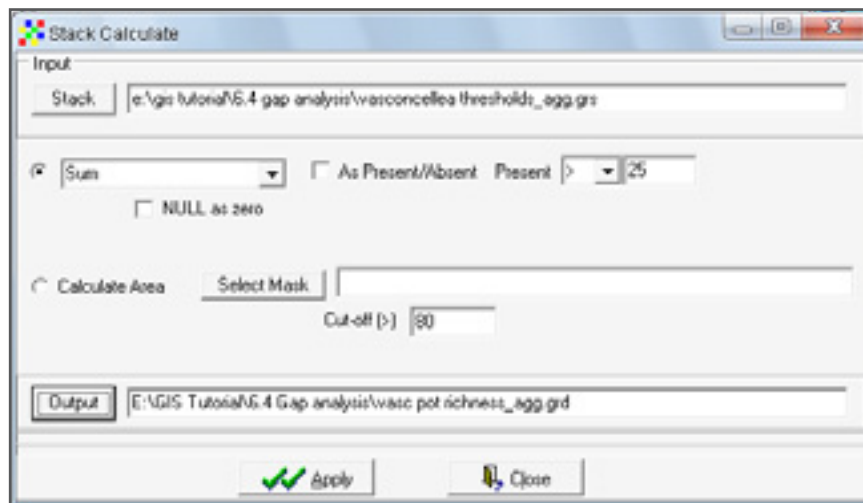 Stack Calculate
Input
Stack e:\gis tutorial\6.4 gap analysis\vasconcellea thresholds_agg.grs
Sum As Present/Absent Present > 25
NULL as zero
Calculate Area Select Mask
Cut-off (>) 80
Output E:\GIS Tutorial\6.4 Gap analysis\vasc pot richness_agg.grd
Apply Close